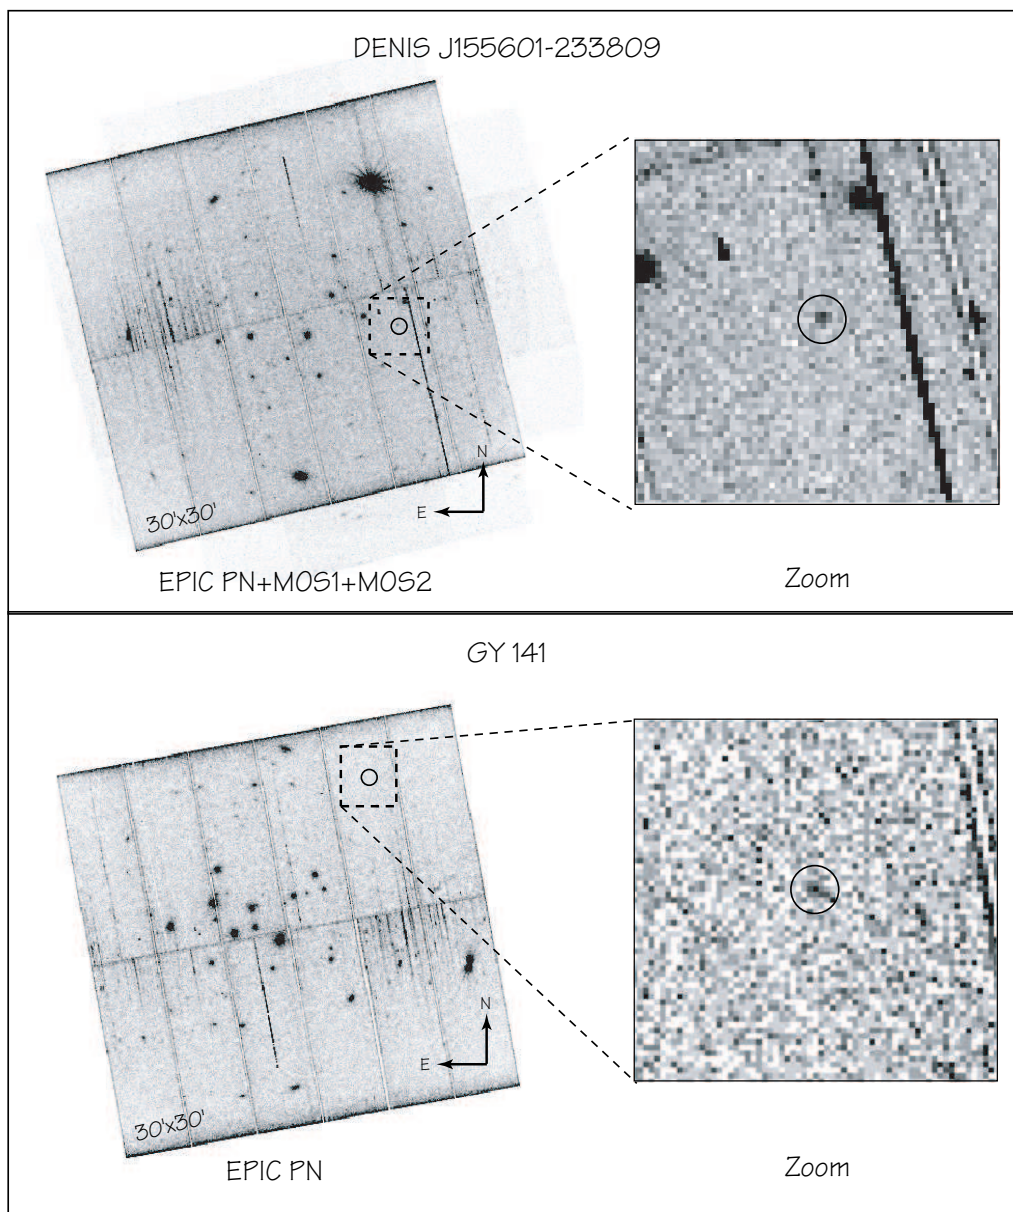 DENIS J155601-233809
N
E
30'x30'
EPIC PN+MOS1+MOS2
Zoom
GY 141
N
E
30'x30'
EPIC PN
Zoom